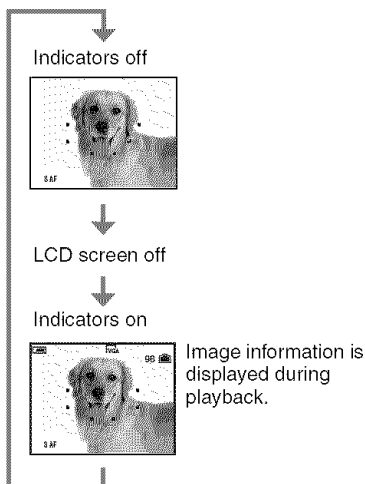 Indicators off
S AF
LCD screen off
Indicators on
VGA
98
S AF
Image information is
displayed during
playback.